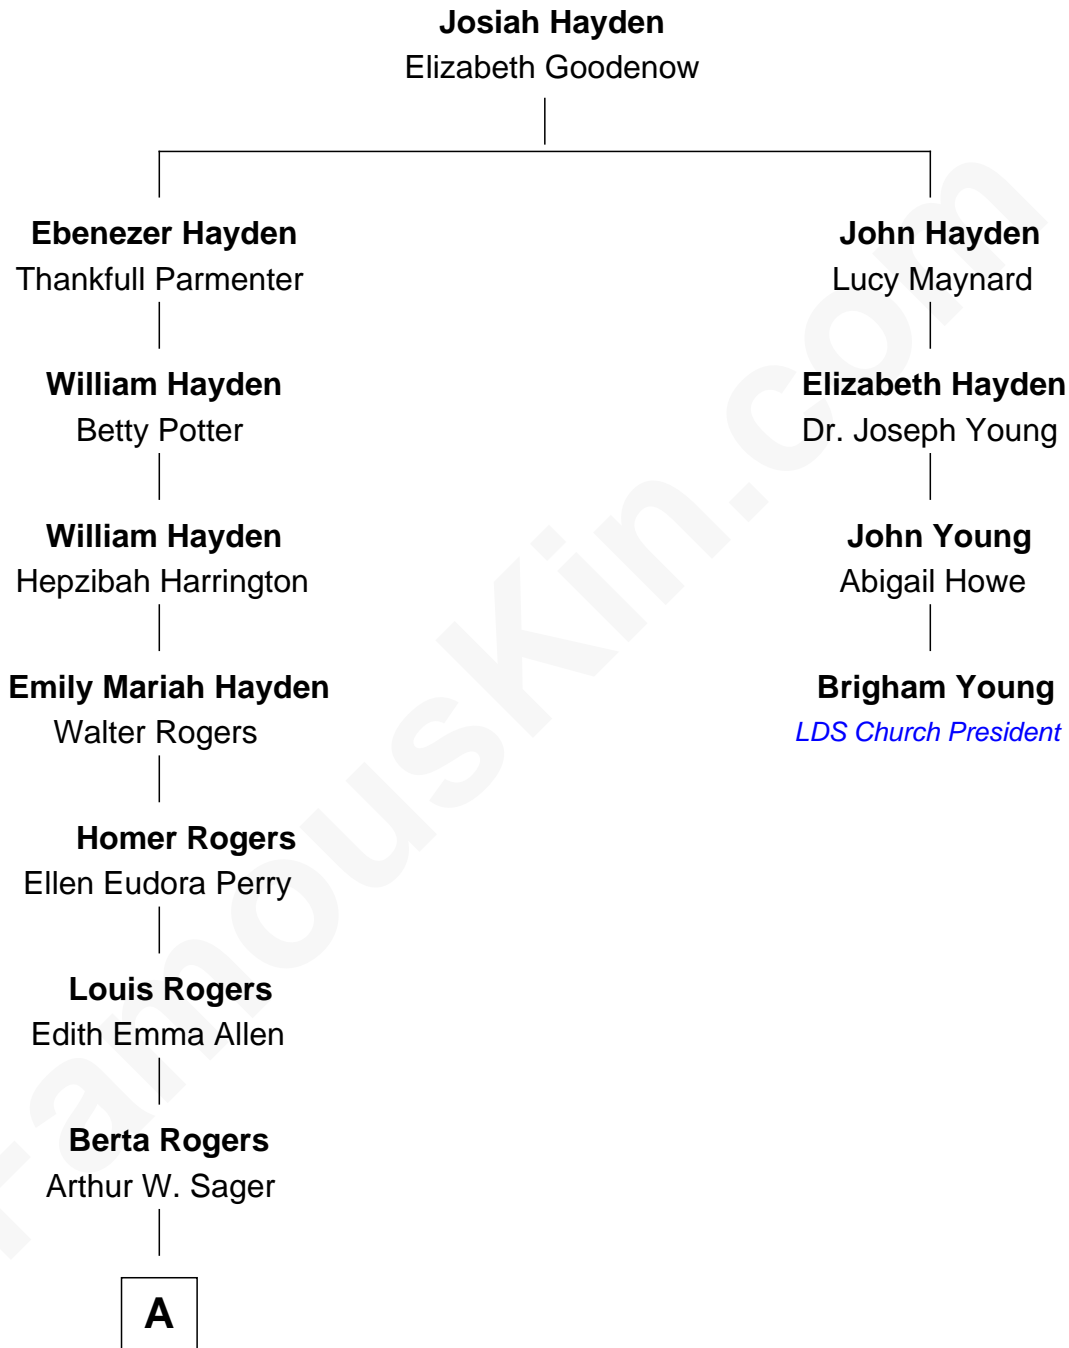 Josiah Hayden
Elizabeth Goodenow
Ebenezer Hayden
Thankfull Parmenter
John Hayden
Lucy Maynard
William Hayden
Betty Potter
Elizabeth Hayden
Dr. Joseph Young
William Hayden
Hepzibah Harrington
John Young
Abigail Howe
Emily Mariah Hayden
Walter Rogers
Brigham Young
LDS Church President
Homer Rogers
Ellen Eudora Perry
Louis Rogers
Edith Emma Allen
Berta Rogers
Arthur W. Sager
A
FamousKin.com